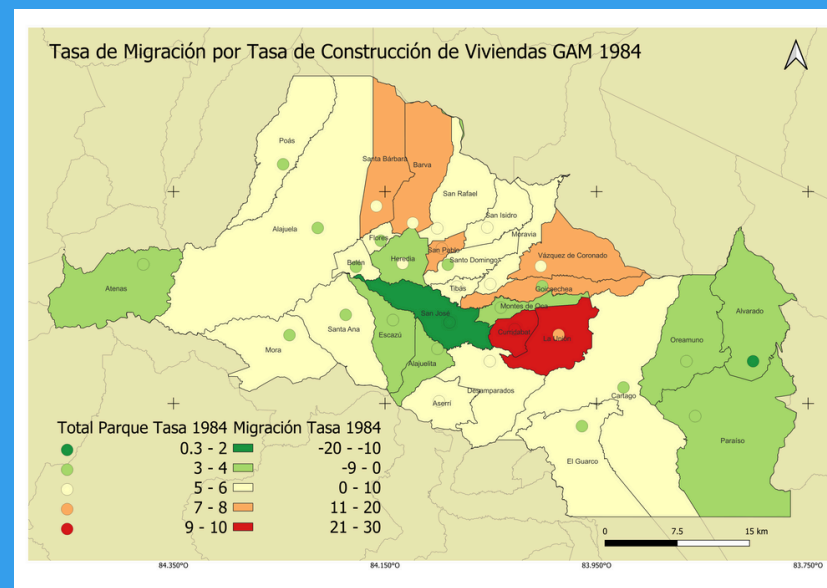 Tasa de Migración por Tasa de Construcción de Viviendas GAM 1984
Poás
Santa Bárbara
Barva
San Rafael
San Isidro
Alajuela
Flores
Moravia
San Pablo
Vázquez de Coronado
Belén
Heredia
Santo Domingo
Atenas
Tibás
Goicoechea
San José
Montes de Oca
Alvarado
Santa Ana
Escazú
Curridabat
La Unión
Oreamuno
Mora
Alajuelita
Desamparados
Cartago
Aserrí
Paraíso
El Guarco
Total Parque Tasa 1984 Migración Tasa 1984
0.3 - 2 -20 - -10
3 - 4 -9 - 0
5 - 6 0 - 10
7 - 8 11 - 20
9 - 10 21 - 30
0 7.5 15 km
84.350°O 84.150°O 83.950°O 83.750°O